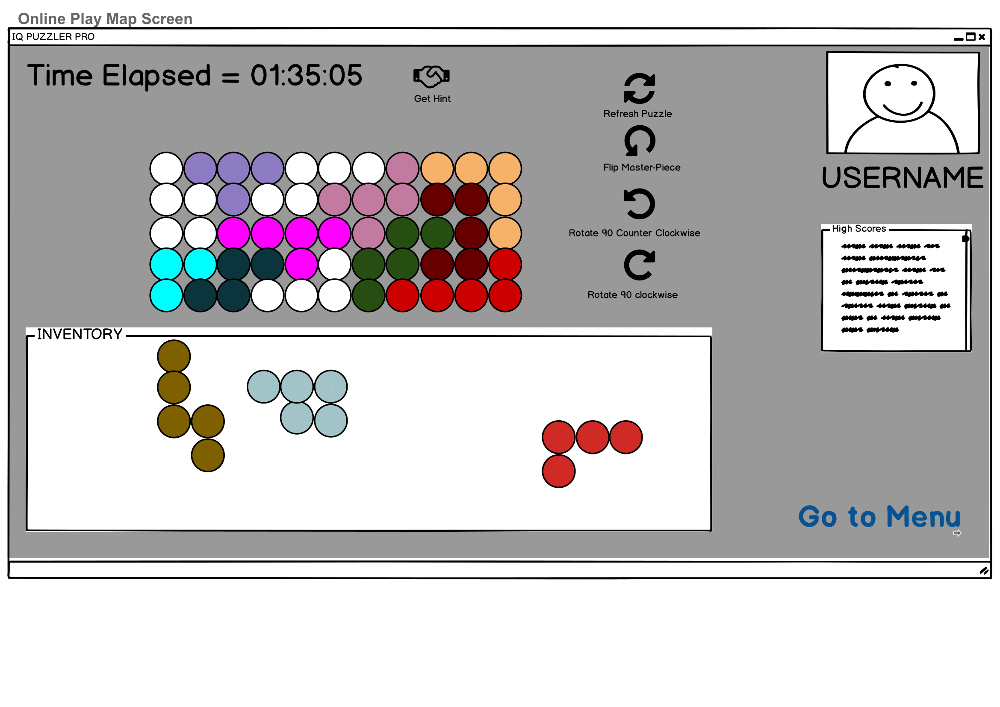 Online Play Map Screen
IQ PUZZLER PRO
Time Elapsed = 01:35:05
Get Hint
Refresh Puzzle
Flip Master-Piece
USERNAME
Rotate 90 Counter Clockwise
High Scores
Rotate 90 clockwise
INVENTORY
Go to Menu